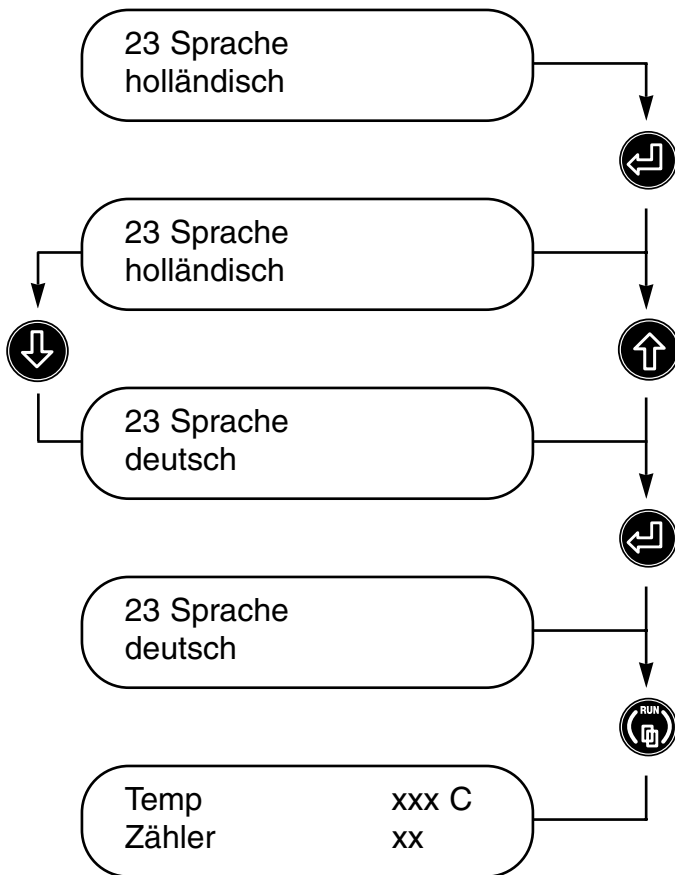 23 Sprache
holländisch
23 Sprache
holländisch
23 Sprache
deutsch
23 Sprache
deutsch
RUN
Temp xxx C
Zähler xx